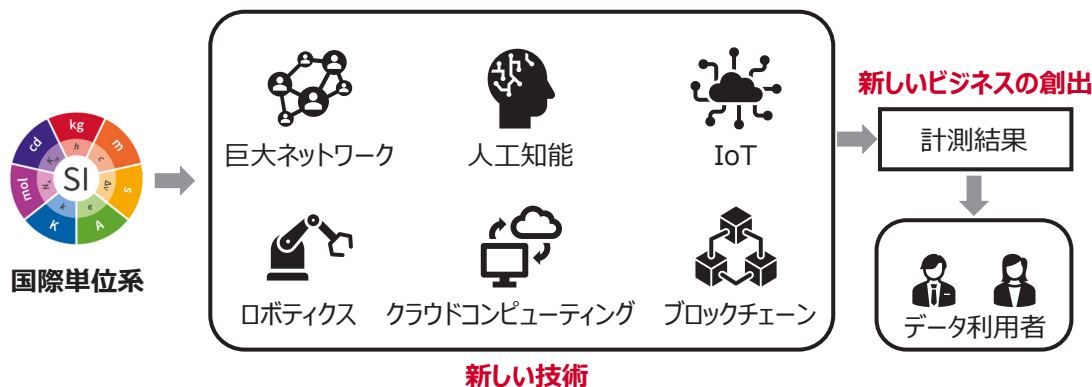 kg
m
s
A
K
mol
cd
h
c
Δν
e
k
N_A
K_cd
SI
国際単位系
巨大ネットワーク
人工知能
IoT
ロボティクス
クラウドコンピューティング
ブロックチェーン
新しい技術
新しいビジネスの創出
計測結果
データ利用者